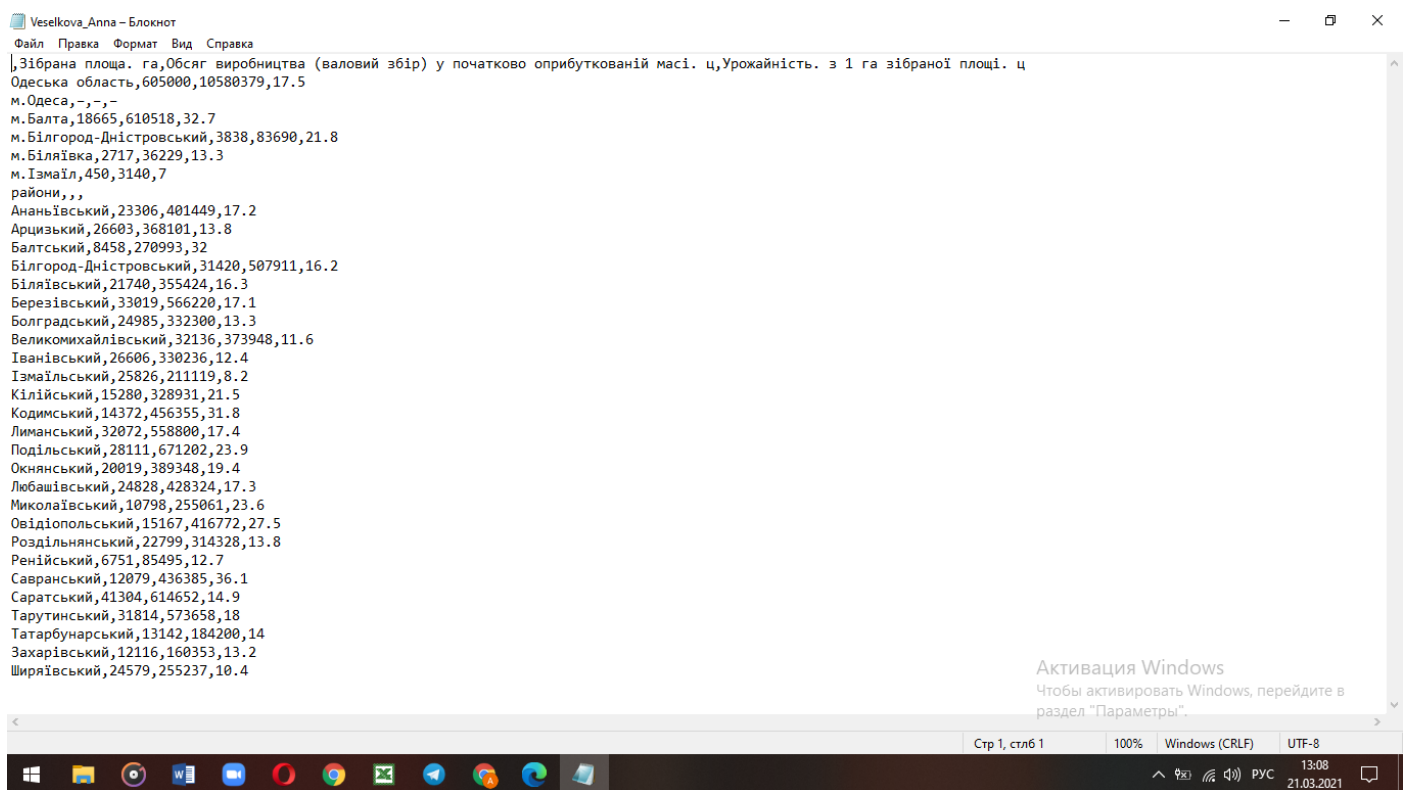 Veselkova_Anna – Блокнот
Файл Правка Формат Вид Справка
,Зібрана площа. га,Обсяг виробництва (валовий збір) у початково оприбуткованій масі. ц,Урожайність. з 1 га зібраної площі. ц
Одеська область,605000,10580379,17.5
м.Одеса,–,–,–
м.Балта,18665,610518,32.7
м.Білгород-Дністровський,3838,83690,21.8
м.Біляївка,2717,36229,13.3
м.Ізмаїл,450,3140,7
райони,,,
Ананьївський,23306,401449,17.2
Арцизький,26603,368101,13.8
Балтський,8458,270993,32
Білгород-Дністровський,31420,507911,16.2
Біляївський,21740,355424,16.3
Березівський,33019,566220,17.1
Болградський,24985,332300,13.3
Великомихайлівський,32136,373948,11.6
Іванівський,26606,330236,12.4
Ізмаїльський,25826,211119,8.2
Кілійський,15280,328931,21.5
Кодимський,14372,456355,31.8
Лиманський,32072,558800,17.4
Подільський,28111,671202,23.9
Окнянський,20019,389348,19.4
Любашівський,24828,428324,17.3
Миколаївський,10798,255061,23.6
Овідіопольський,15167,416772,27.5
Роздільнянський,22799,314328,13.8
Ренійський,6751,85495,12.7
Савранський,12079,436385,36.1
Саратський,41304,614652,14.9
Тарутинський,31814,573658,18
Татарбунарський,13142,184200,14
Захарівський,12116,160353,13.2
Ширяївський,24579,255237,10.4
Активация Windows
Чтобы активировать Windows, перейдите в
раздел "Параметры".
Стр 1, стлб 1 100% Windows (CRLF) UTF-8
РУС 13:08
21.03.2021